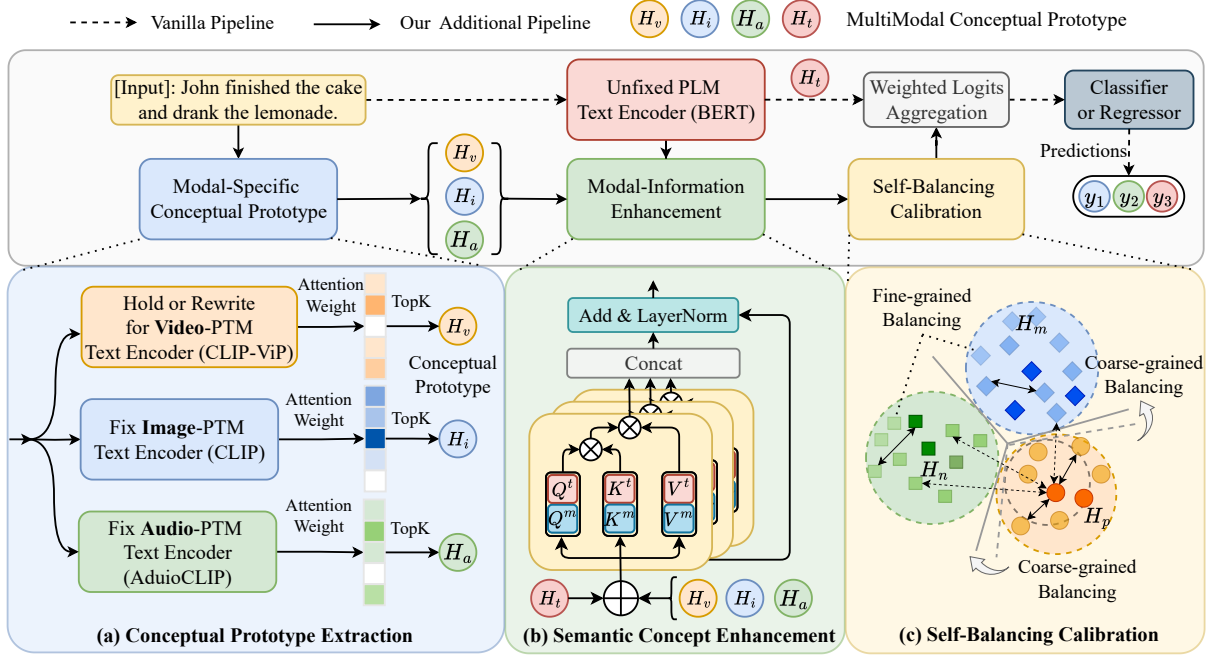 Vanilla Pipeline
Our Additional Pipeline
H_v H_i H_a H_t
MultiModal Conceptual Prototype
[Input]: John finished the cake
and drank the lemonade.
Unfixed PLM
Text Encoder (BERT)
H_t
Weighted Logits
Aggregation
Classifier
or Regressor
Modal-Specific
Conceptual Prototype
H_v
H_i
H_a
Modal-Information
Enhancement
Self-Balancing
Calibration
Predictions
y_1 y_2 y_3
Hold or Rewrite
for Video-PTM
Text Encoder (CLIP-ViP)
Attention
Weight
TopK
H_v
Conceptual
Prototype
Fix Image-PTM
Text Encoder (CLIP)
Attention
Weight
TopK
H_i
Fix Audio-PTM
Text Encoder
(AduioCLIP)
Attention
Weight
TopK
H_a
(a) Conceptual Prototype Extraction
Add & LayerNorm
Concat
Q^t K^t V^t
Q^m K^m V^m
H_t
H_v H_i H_a
(b) Semantic Concept Enhancement
Fine-grained
Balancing
H_m
Coarse-grained
Balancing
H_n
H_p
Coarse-grained
Balancing
(c) Self-Balancing Calibration